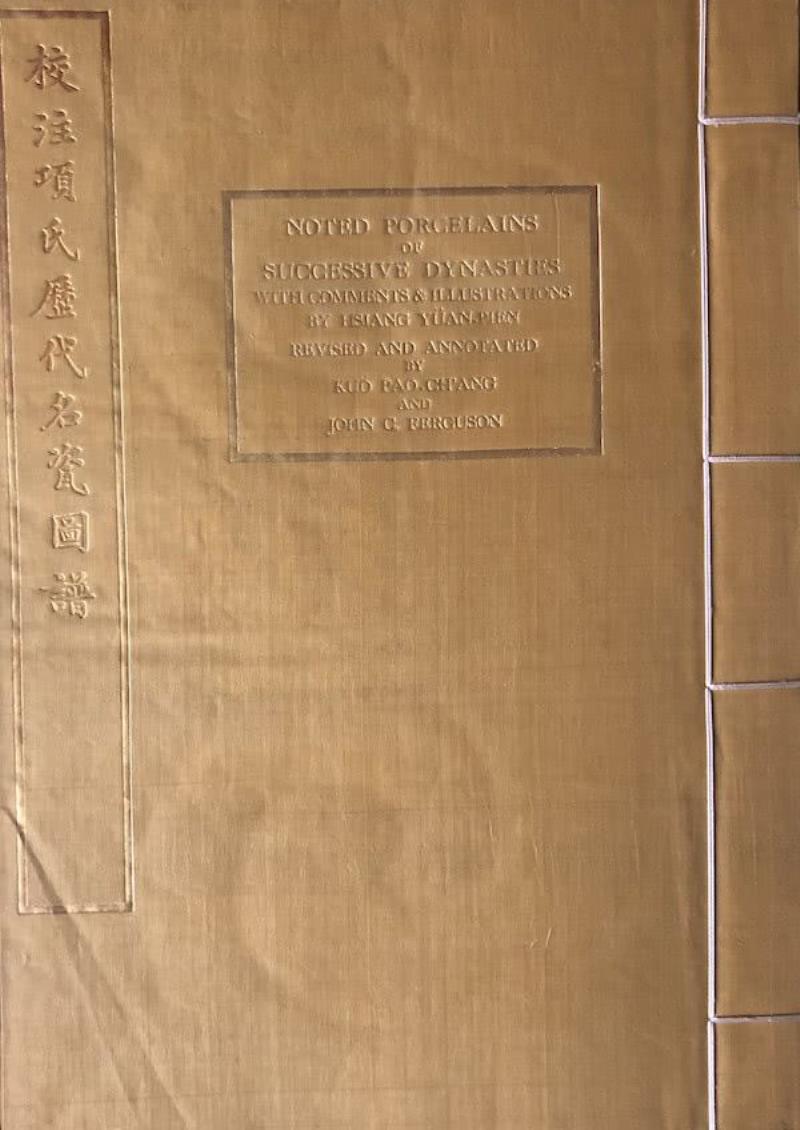 校注項氏歷代名瓷圖譜
NOTED PORCELAINS
OF
SUCCESSIVE DYNASTIES
WITH COMMENTS & ILLUSTRATIONS
BY HSIANG YÜAN-PIEN
REVISED AND ANNOTATED
BY
KUO PAO-CH'ANG
AND
JOHN C. FERGUSON